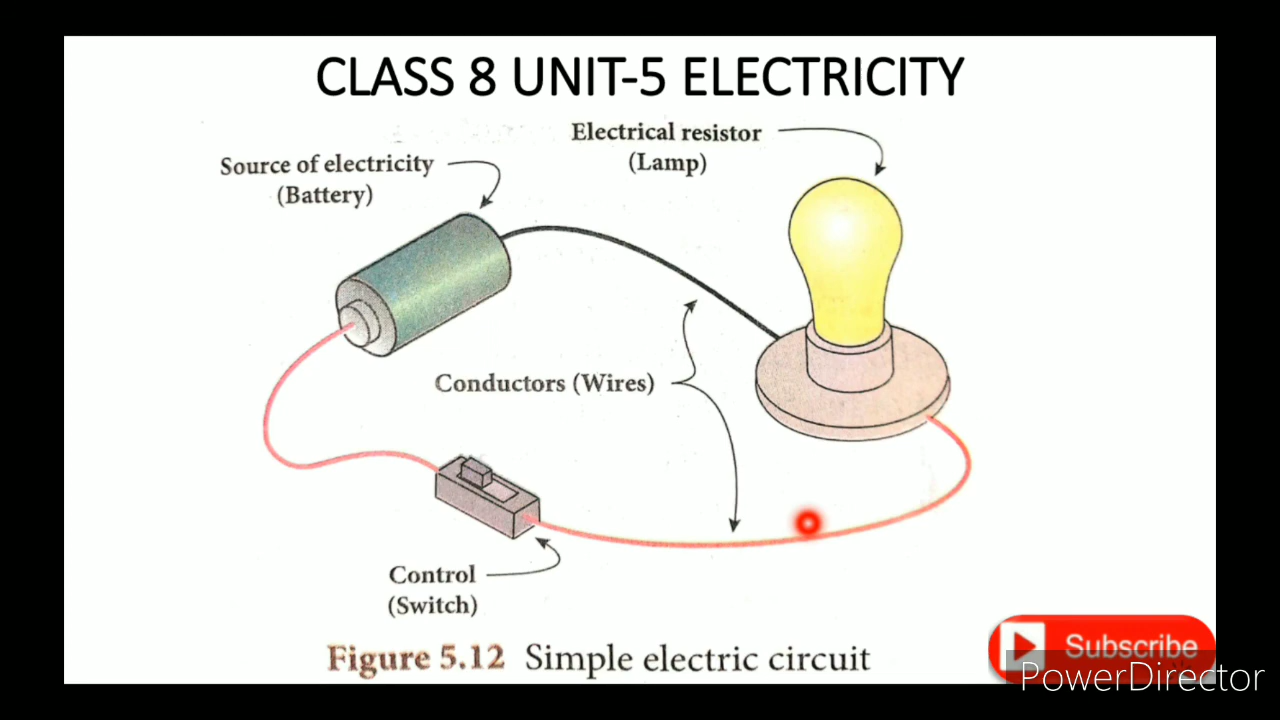 CLASS 8 UNIT-5 ELECTRICITY
Electrical resistor
(Lamp)
Source of electricity
(Battery)
Conductors (Wires)
Control
(Switch)
Figure 5.12 Simple electric circuit
Subscribe
PowerDirector